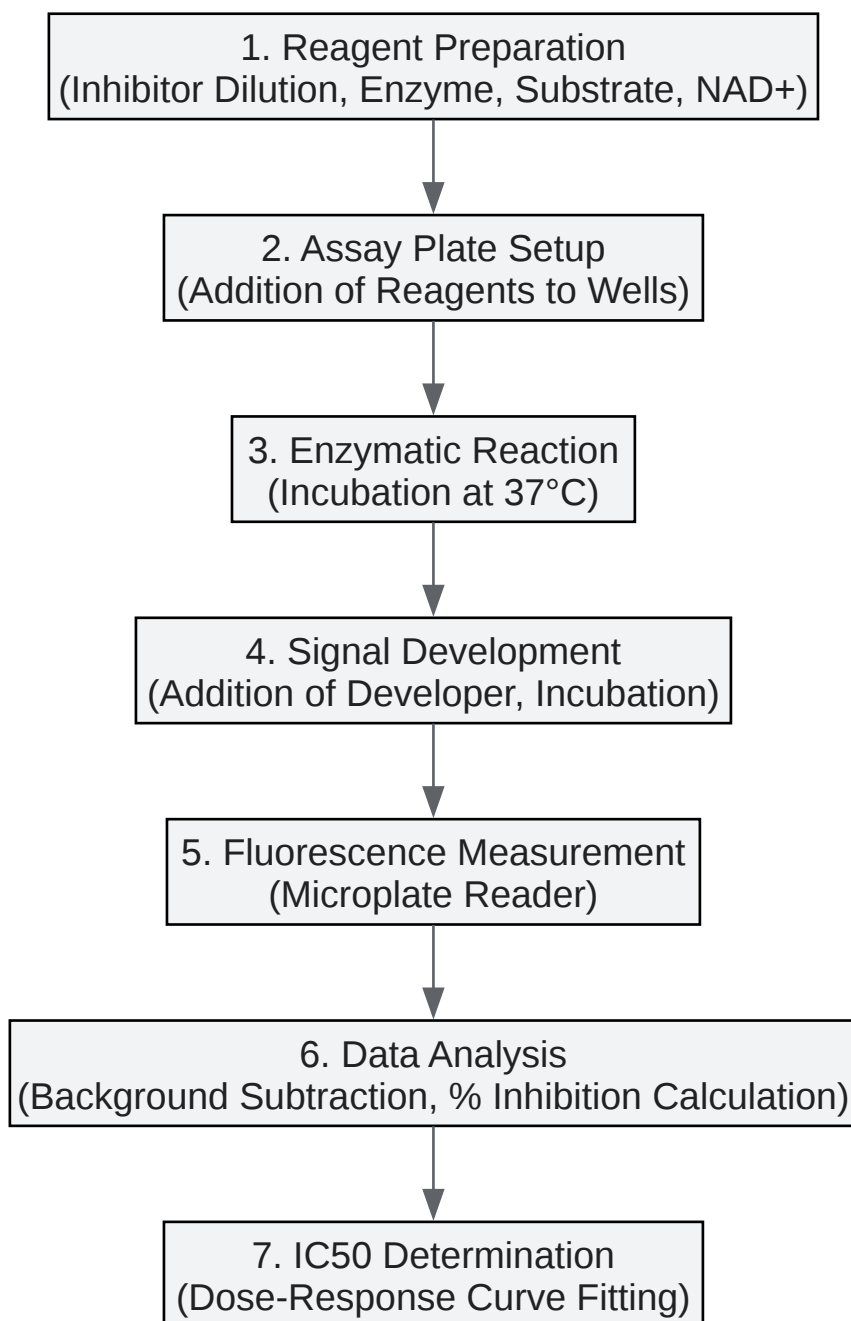 1. Reagent Preparation
(Inhibitor Dilution, Enzyme, Substrate, NAD+)
2. Assay Plate Setup
(Addition of Reagents to Wells)
3. Enzymatic Reaction
(Incubation at 37°C)
4. Signal Development
(Addition of Developer, Incubation)
5. Fluorescence Measurement
(Microplate Reader)
6. Data Analysis
(Background Subtraction, % Inhibition Calculation)
7. IC50 Determination
(Dose-Response Curve Fitting)